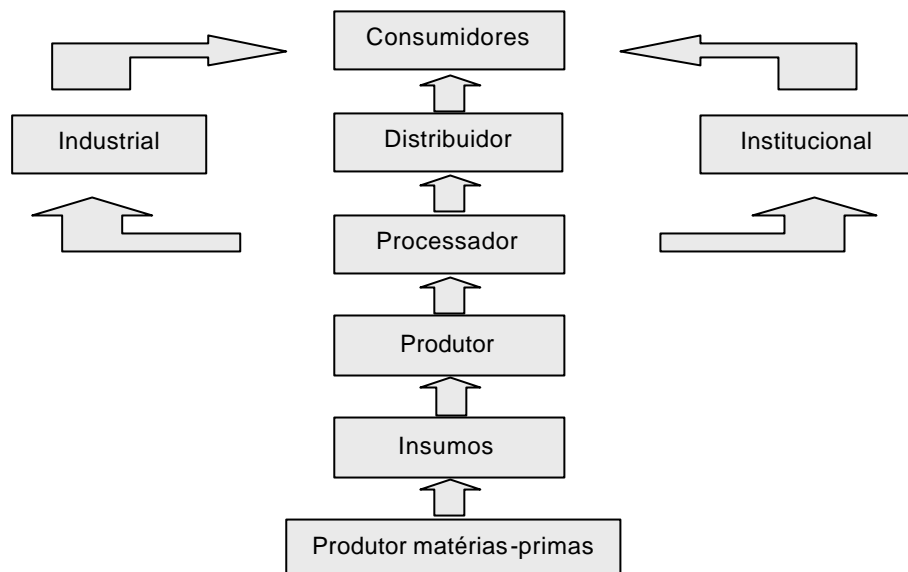 Consumidores
Industrial
Distribuidor
Institucional
Processador
Produtor
Insumos
Produtor matérias-primas